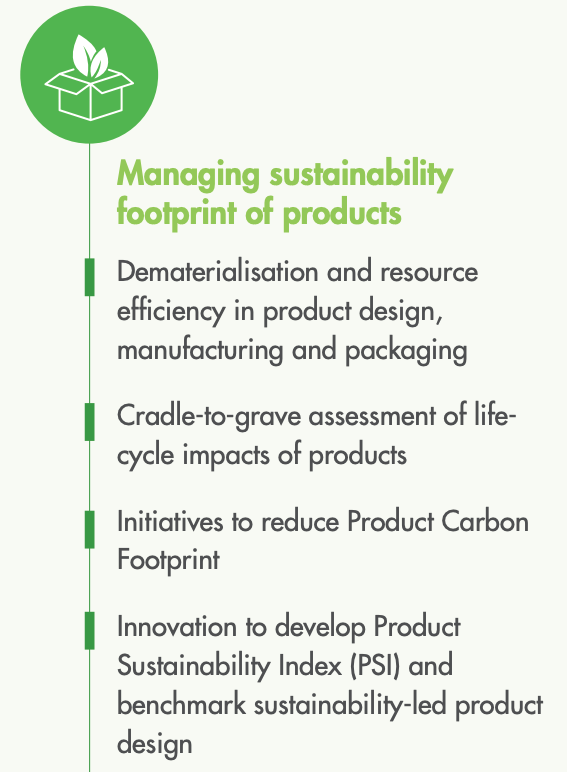 Managing sustainability
footprint of products
Dematerialisation and resource
efficiency in product design,
manufacturing and packaging
Cradle-to-grave assessment of life-
cycle impacts of products
Initiatives to reduce Product Carbon
Footprint
Innovation to develop Product
Sustainability Index (PSI) and
benchmark sustainability-led product
design